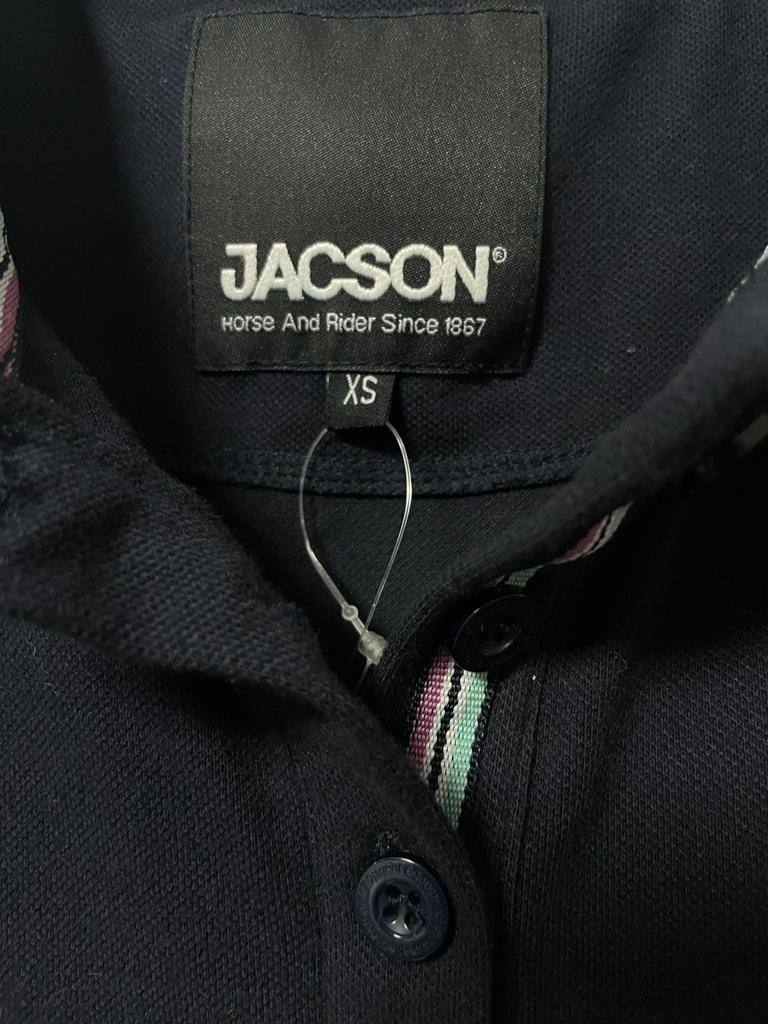 JACSON®
Horse And Rider Since 1867
XS